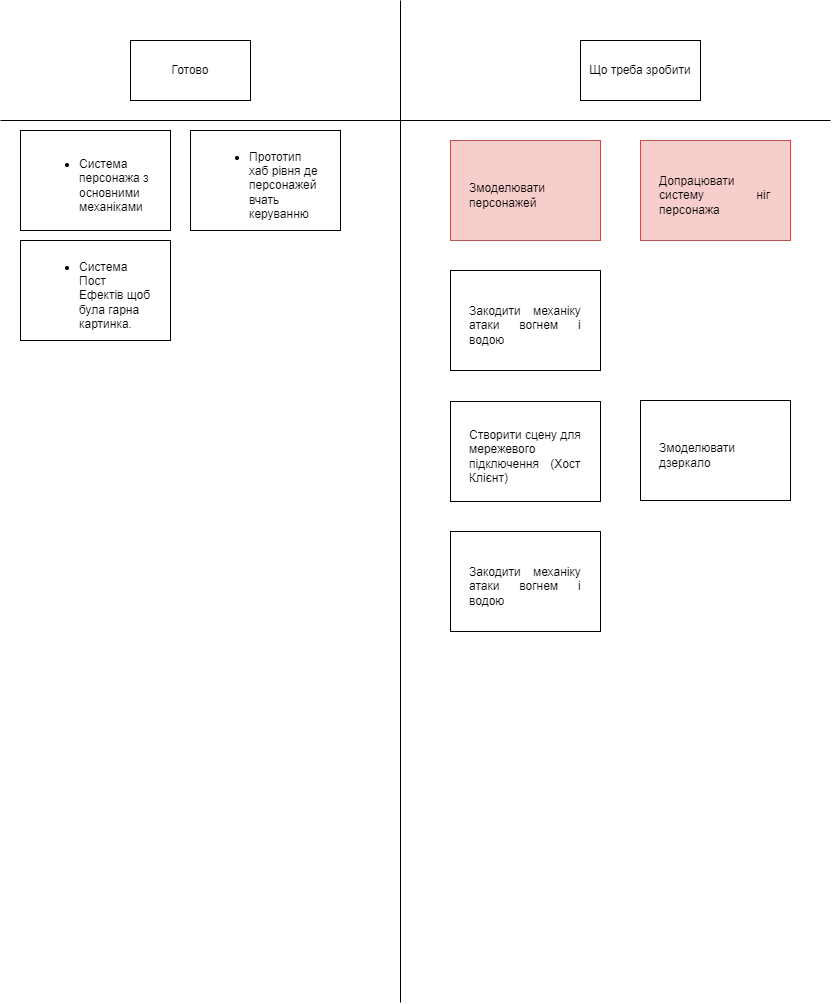 Готово
Що треба зробити
• Система
персонажа з
основними
механіками
• Прототип
хаб рівня де
персонажей
вчать
керуванню
• Система
Пост
Ефектів щоб
була гарна
картинка.
Змоделювати
персонажей
Допрацювати
систему ніг
персонажа
Закодити механіку
атаки вогнем і
водою
Створити сцену для
мережевого
підключення (Хост
Клієнт)
Змоделювати
дзеркало
Закодити механіку
атаки вогнем і
водою